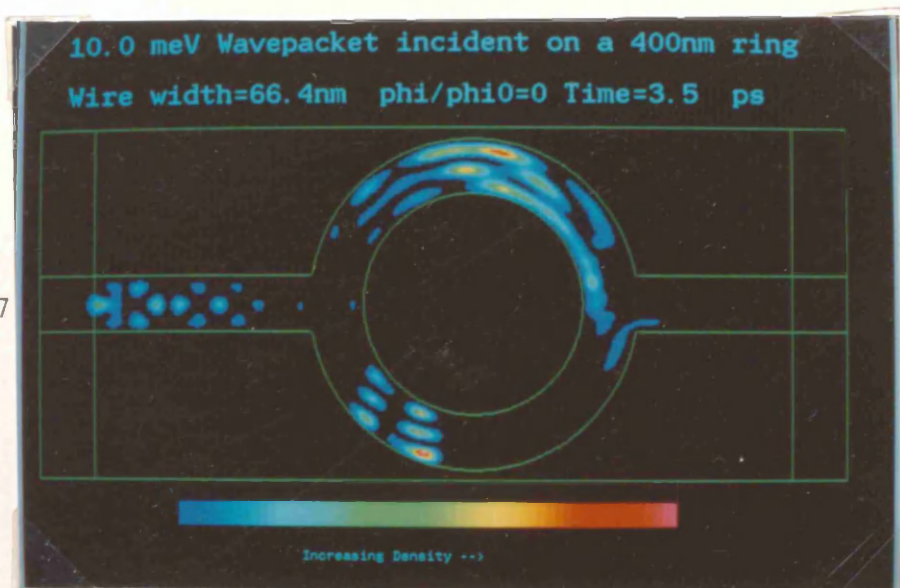 10.0 meV Wavepacket incident on a 400nm ring
Wire width=66.4nm phi/phi0=0 Time=3.5 ps
7
Increasing Density -->